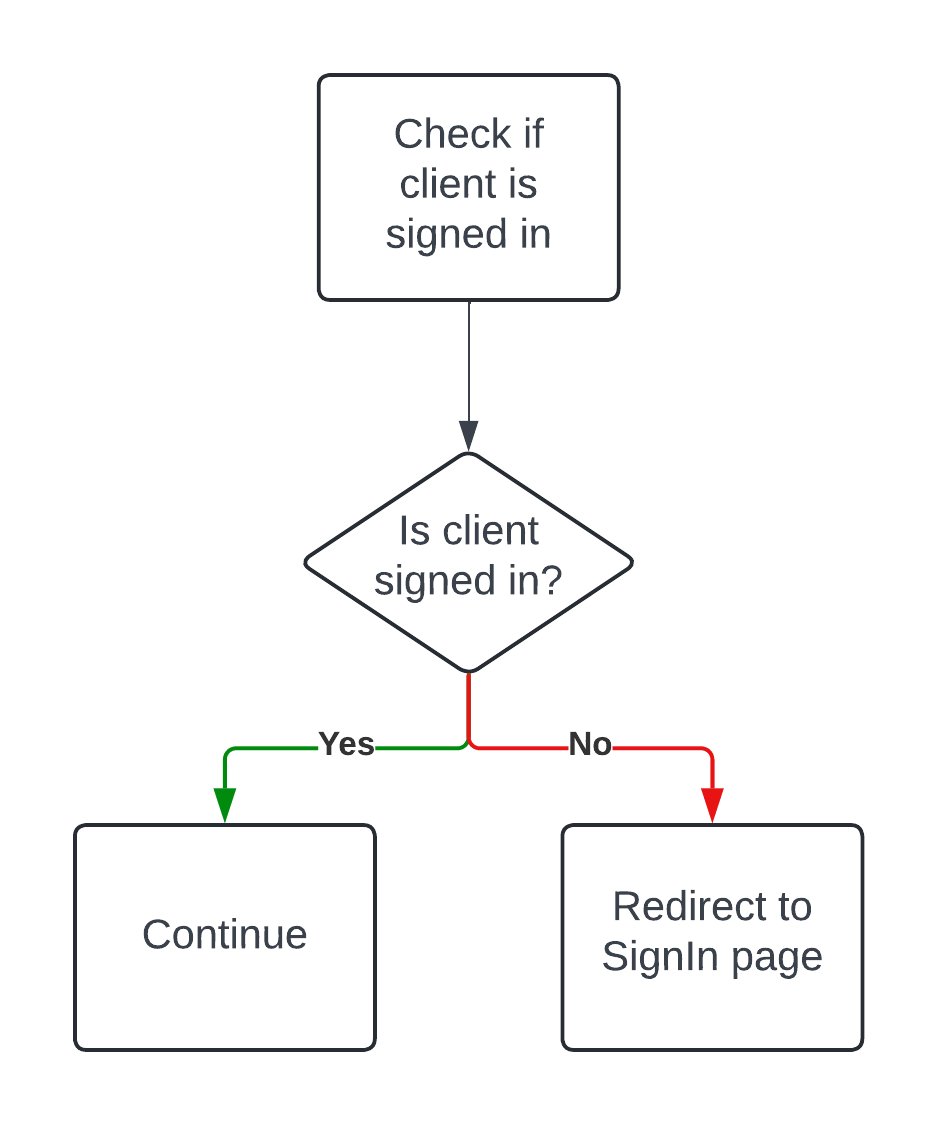 Check if
client is
signed in
Is client
signed in?
Yes
No
Continue
Redirect to
SignIn page